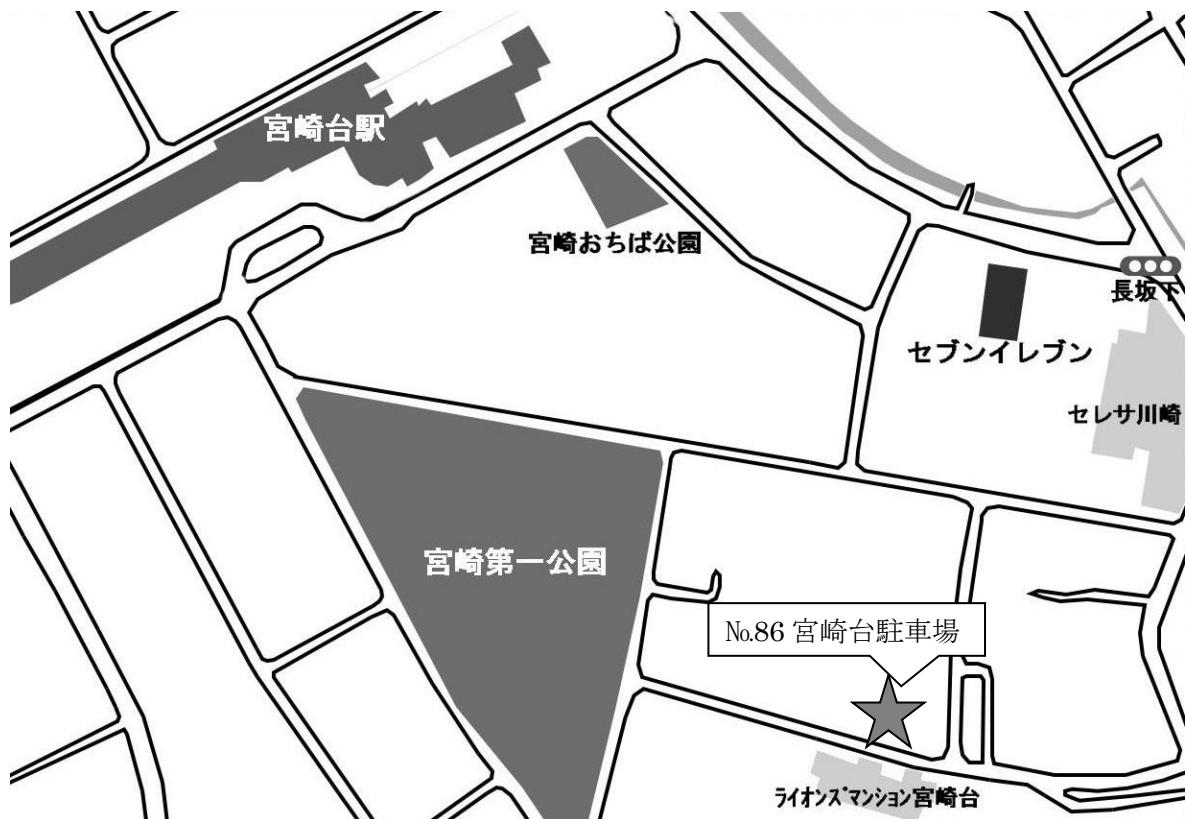 宮崎台駅
宮崎おちば公園
長坂下
セブンイレブン
セレサ川崎
宮崎第一公園
№86 宮崎台駐車場
ﾗｲｵﾝｽﾞﾏﾝｼｮﾝ宮崎台